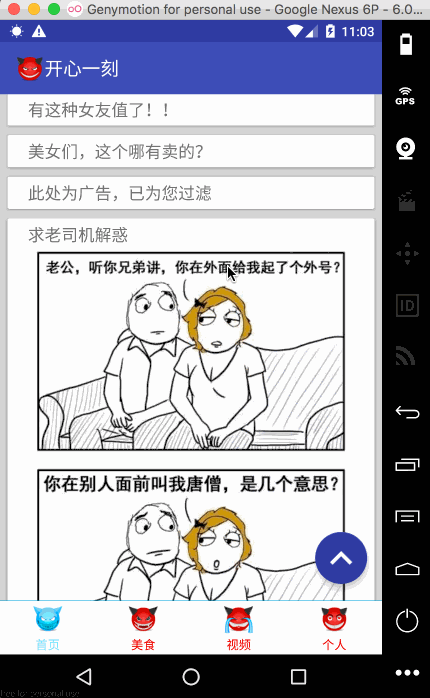 Genymotion for personal use - Google Nexus 6P - 6.0...
11:03
开心一刻
有这种女友值了！！
美女们，这个哪有卖的？
此处为广告，已为您过滤
求老司机解惑
老公，听你兄弟讲，你在外面给我起了个外号？
你在别人面前叫我唐僧，是几个意思？
首页
美食
视频
个人
GPS
ID
free for personal use